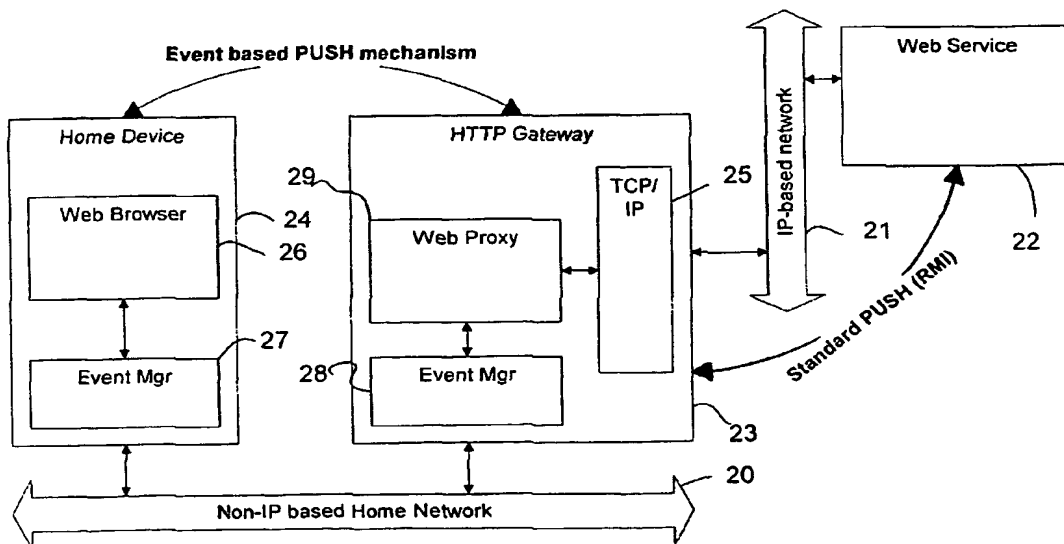 Event based PUSH mechanism
Web Service
Home Device
HTTP Gateway
IP-based network
29
TCP/
IP
25
Web Browser
24
Web Proxy
26
21
22
Standard PUSH (RMI)
27
Event Mgr
28
Event Mgr
23
20
Non-IP based Home Network